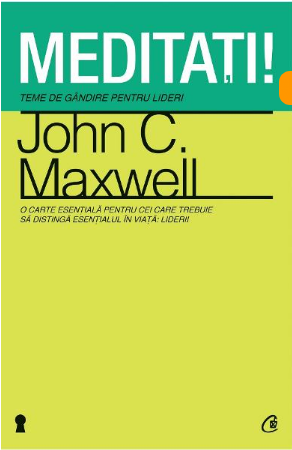 MEDITAȚI!
TEME DE GÂNDIRE PENTRU LIDERI
John C.
Maxwell
O CARTE ESENȚIALĂ PENTRU CEI CARE TREBUIE
SĂ DISTINGĂ ESENȚIALUL ÎN VIAȚĂ: LIDERII